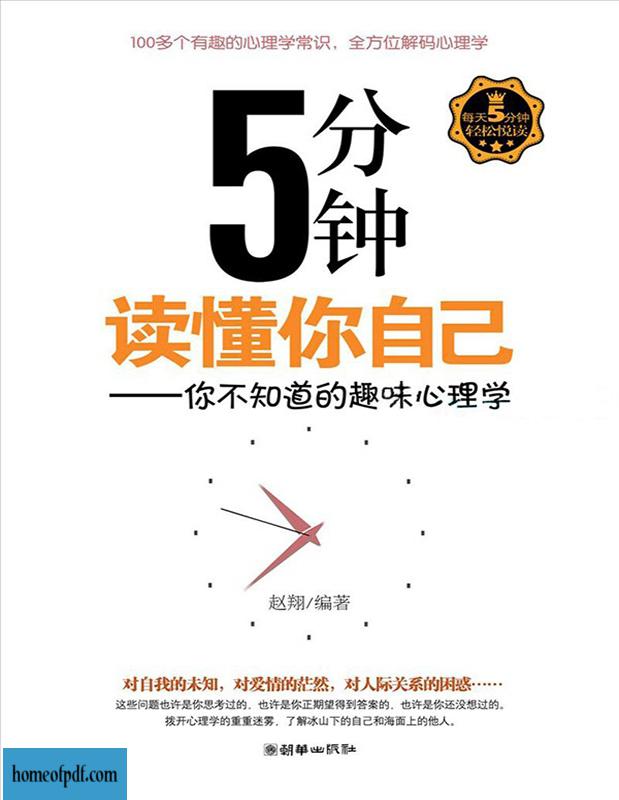 100多个有趣的心理学常识，全方位解码心理学
每天5分钟
轻松悦读
5分钟
读懂你自己
——你不知道的趣味心理学
赵翔/编著
对自我的未知，对爱情的茫然，对人际关系的困惑……
这些问题也许是你思考过的，也许是你正期望得到答案的，也许是你还没想过的。
拨开心理学的重重迷雾，了解冰山下的自己和海面上的他人。
朝华出版社
homeofpdf.com